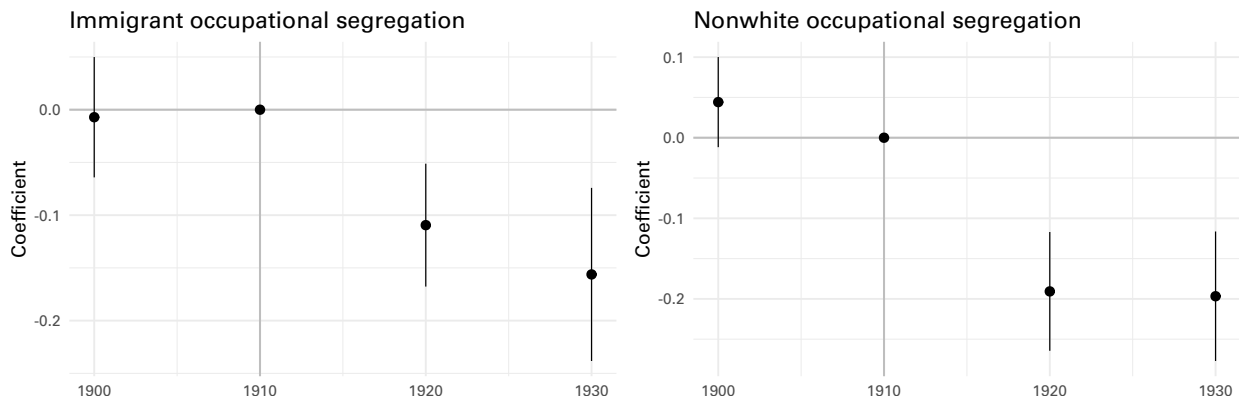 Immigrant occupational segregation
Coefficient
0.0
-0.1
-0.2
1900 1910 1920 1930
Nonwhite occupational segregation
Coefficient
0.1
0.0
-0.1
-0.2
1900 1910 1920 1930